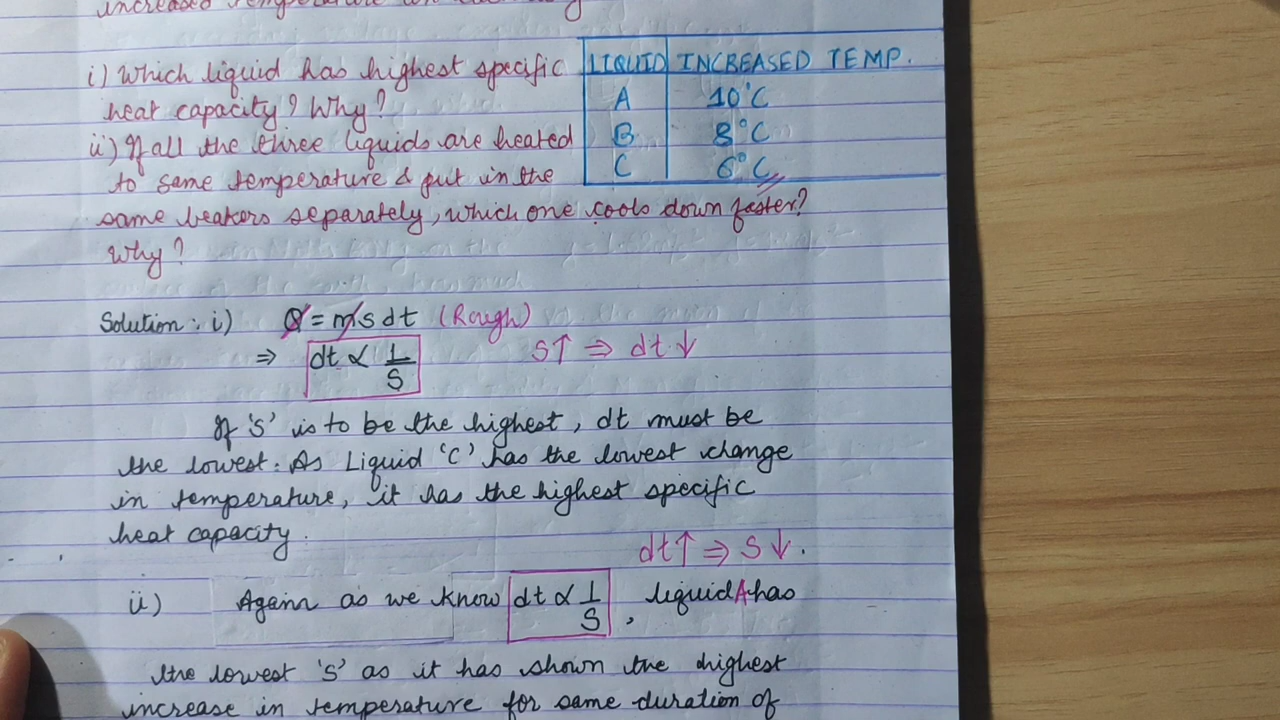 increased temperature
i) Which liquid has highest specific
heat capacity? Why?
ii) If all the three liquids are heated
to same temperature & put in the
same beakers separately, which one cools down faster?
Why?
LIQUID INCREASED TEMP.
A 10°C
B 8°C
C 6°C
Solution: i) Q = m s dt (Rough)
⇒ dt ∝ 1/S S↑ ⇒ dt ↓
If 'S' is to be the highest, dt must be
the lowest. As Liquid 'C' has the lowest change
in temperature, it has the highest specific
heat capacity.
dt↑ ⇒ S↓.
ii) Again as we know dt ∝ 1/S, liquid A has
the lowest 'S' as it has shown the highest
increase in temperature for same duration of